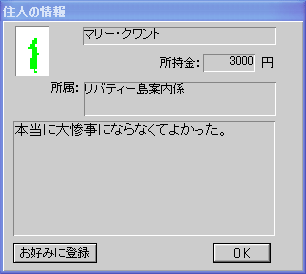 住人の情報
マリー・クワント
所持金: 3000 円
所属: リバティー島案内係
本当に大惨事にならなくてよかった。
お好みに登録
OK